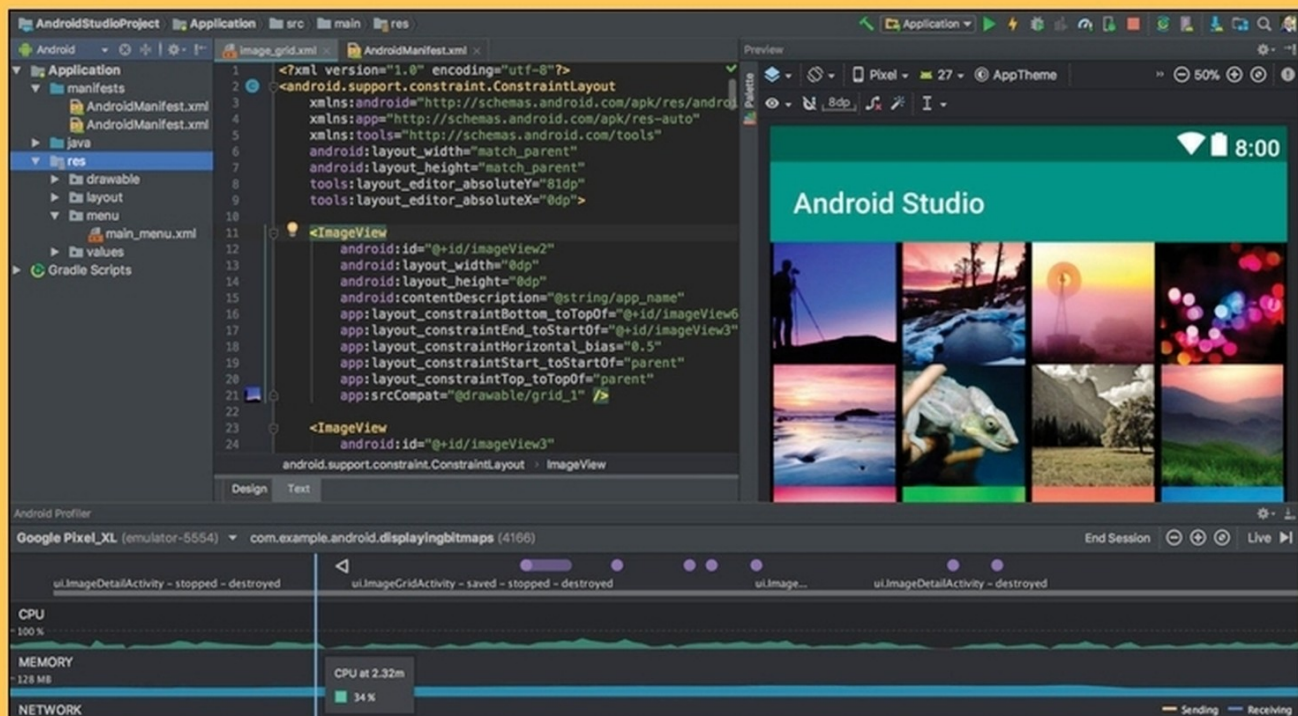 AndroidStudioProject Application src main res
Application
Android
image_grid.xml AndroidManifest.xml
Preview
Application
manifests
AndroidManifest.xml
AndroidManifest.xml
java
res
drawable
layout
menu
main_menu.xml
values
Gradle Scripts
1 <?xml version="1.0" encoding="utf-8"?>
2 <android.support.constraint.ConstraintLayout
3 xmlns:android="http://schemas.android.com/apk/res/androi
4 xmlns:app="http://schemas.android.com/apk/res-auto"
5 xmlns:tools="http://schemas.android.com/tools"
6 android:layout_width="match_parent"
7 android:layout_height="match_parent"
8 tools:layout_editor_absoluteY="81dp"
9 tools:layout_editor_absoluteX="0dp">
10
11 <ImageView
12 android:id="@+id/imageView2"
13 android:layout_width="0dp"
14 android:layout_height="0dp"
15 android:contentDescription="@string/app_name"
16 app:layout_constraintBottom_toTopOf="@+id/imageView6
17 app:layout_constraintEnd_toStartOf="@+id/imageView3"
18 app:layout_constraintHorizontal_bias="0.5"
19 app:layout_constraintStart_toStartOf="parent"
20 app:layout_constraintTop_toTopOf="parent"
21 app:srcCompat="@drawable/grid_1" />
22
23 <ImageView
24 android:id="@+id/imageView3"
android.support.constraint.ConstraintLayout › ImageView
Design Text
Palette
Pixel 27 AppTheme » 50%
8dp
8:00
Android Studio
Android Profiler
Google Pixel_XL (emulator-5554) com.example.android.displayingbitmaps (4166) End Session Live
ui.ImageDetailActivity – stopped – destroyed ui.ImageGridActivity – saved – stopped – destroyed ui.Image... ui.ImageDetailActivity – destroyed
CPU
100 %
MEMORY
128 MB
CPU at 2.32m
34 %
NETWORK
Sending Receiving